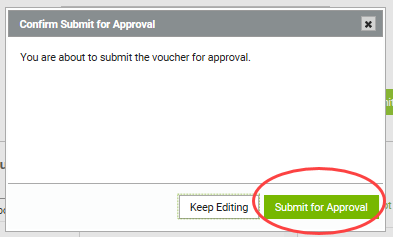 Confirm Submit for Approval
You are about to submit the voucher for approval.
Keep Editing
Submit for Approval